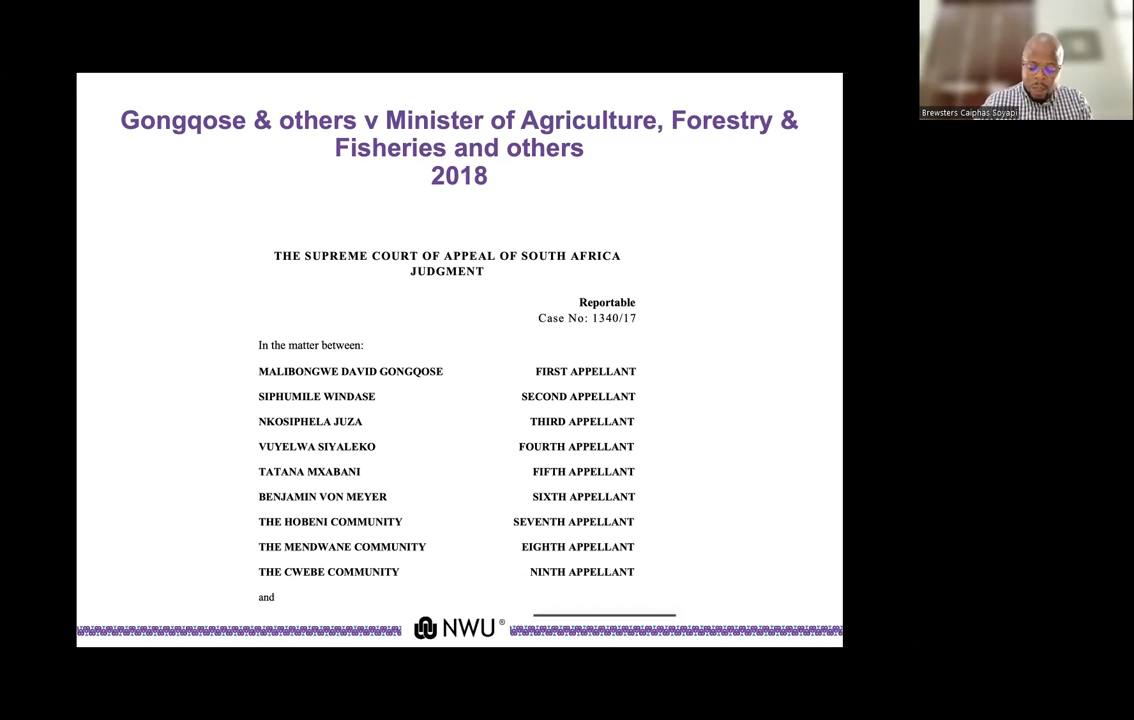 Gongqose & others v Minister of Agriculture, Forestry &
Fisheries and others
2018
THE SUPREME COURT OF APPEAL OF SOUTH AFRICA
JUDGMENT
Reportable
Case No: 1340/17
In the matter between:
MALIBONGWE DAVID GONGQOSE FIRST APPELLANT
SIPHUMILE WINDASE SECOND APPELLANT
NKOSIPHELA JUZA THIRD APPELLANT
VUYELWA SIYALEKO FOURTH APPELLANT
TATANA MXABANI FIFTH APPELLANT
BENJAMIN VON MEYER SIXTH APPELLANT
THE HOBENI COMMUNITY SEVENTH APPELLANT
THE MENDWANE COMMUNITY EIGHTH APPELLANT
THE CWEBE COMMUNITY NINTH APPELLANT
and
NWU®
Brewsters Caiphas Soyapi